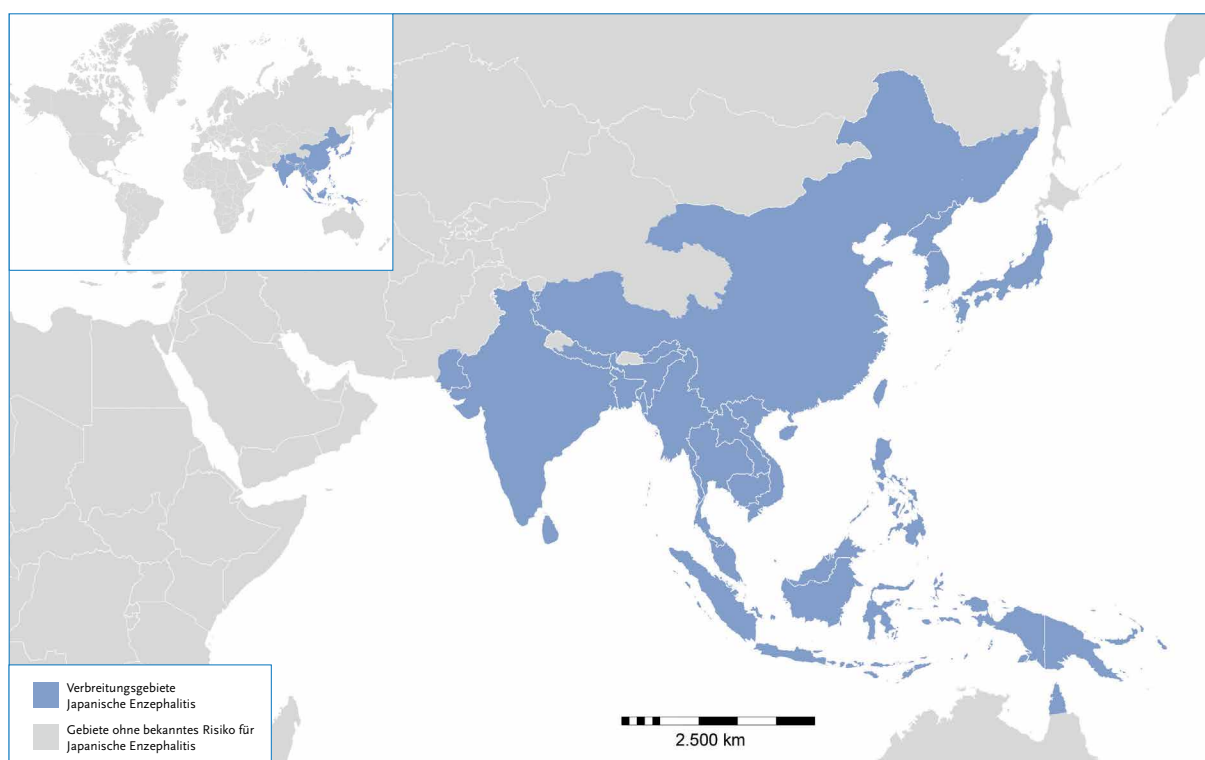 Verbreitungsgebiete
Japanische Enzephalitis
Gebiete ohne bekanntes Risiko für
Japanische Enzephalitis
2.500 km